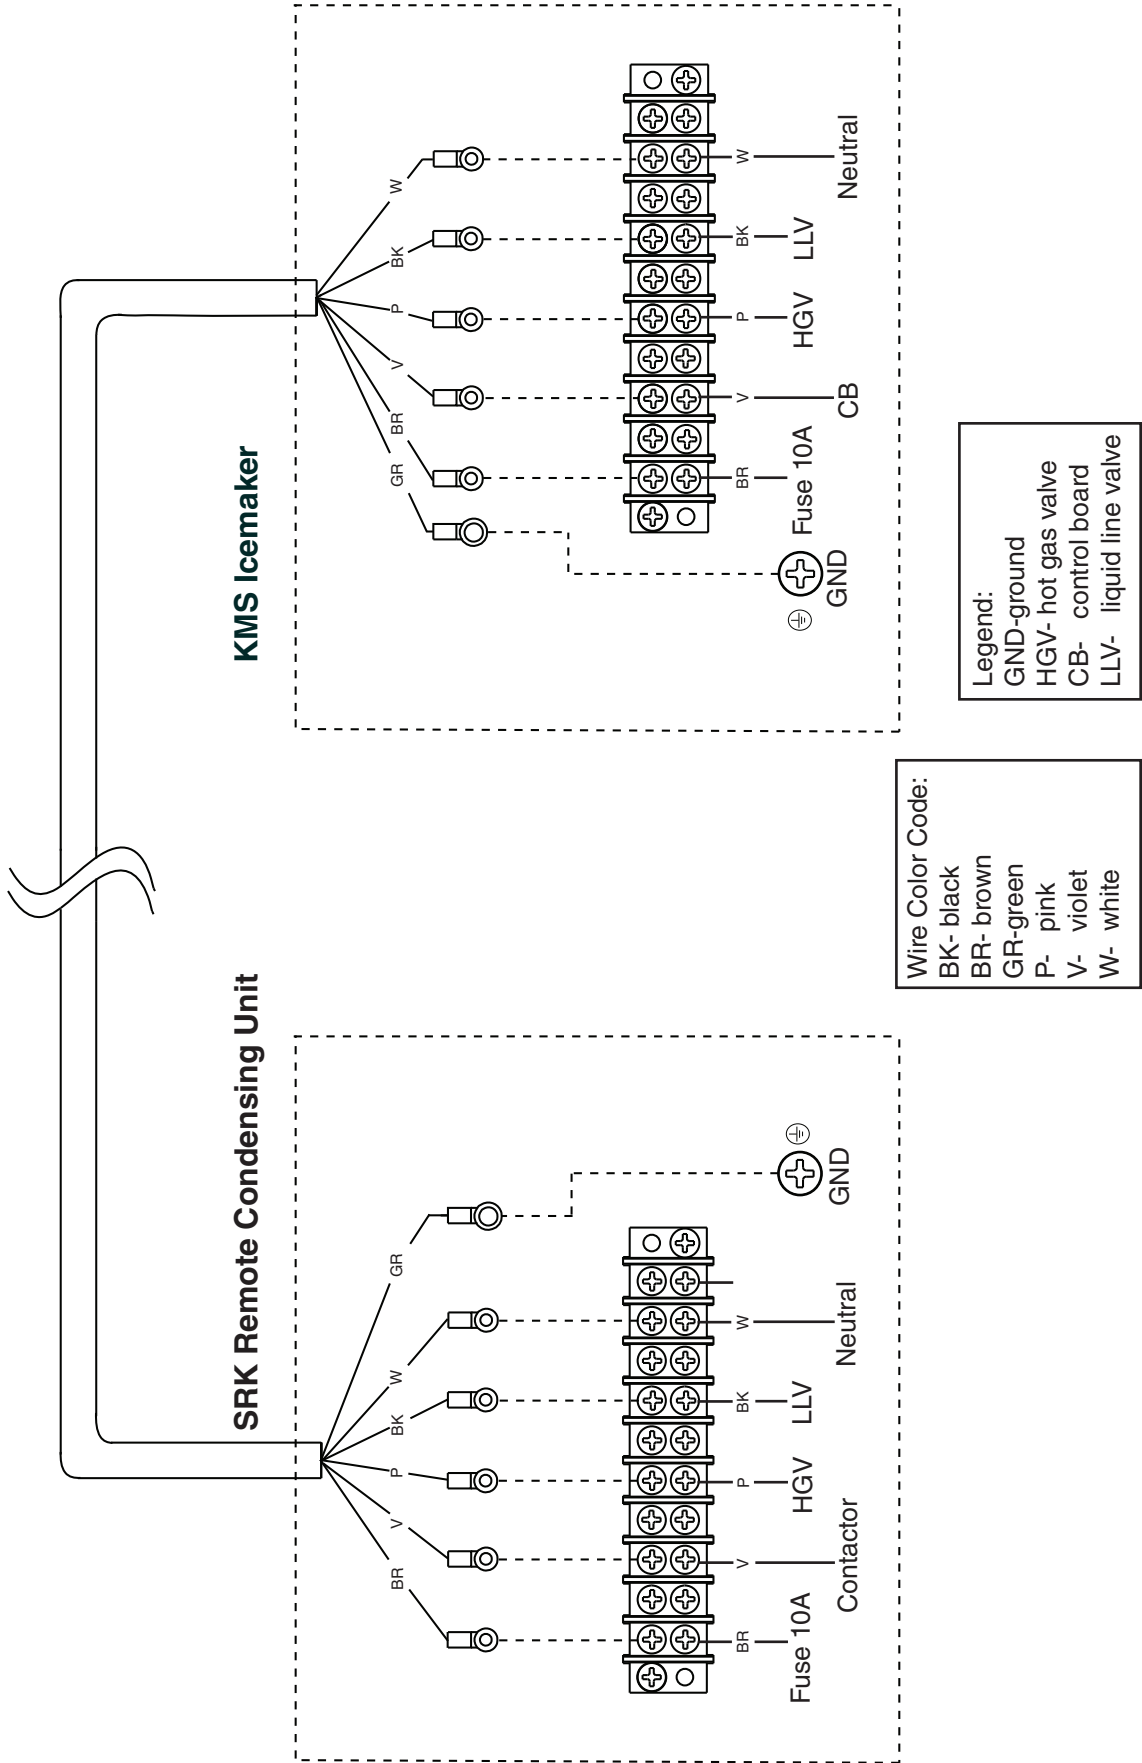 SRK Remote Condensing Unit
BR
V
P
BK
W
GR
BR
V
P
BK
W
Fuse 10A
Contactor
HGV
LLV
Neutral
GND
KMS Icemaker
GR
BR
V
P
BK
W
BR
V
P
BK
W
GND
Fuse 10A
CB
HGV
LLV
Neutral
Wire Color Code:
BK- black
BR- brown
GR-green
P- pink
V- violet
W- white
Legend:
GND-ground
HGV- hot gas valve
CB- control board
LLV- liquid line valve